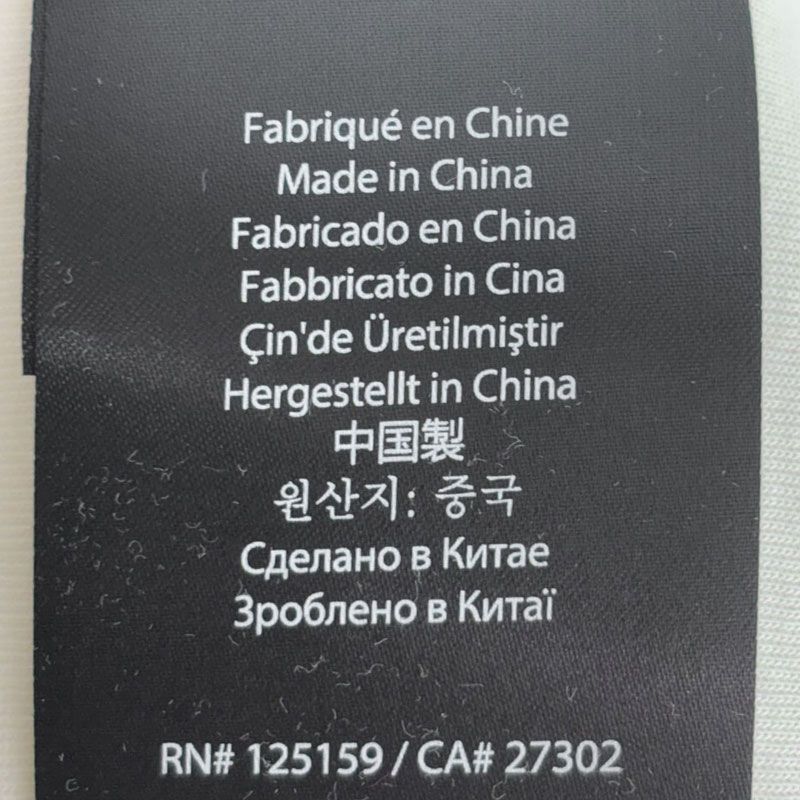 Fabriqué en Chine
Made in China
Fabricado en China
Fabbricato in Cina
Çin'de Üretilmiştir
Hergestellt in China
中国製
원산지: 중국
Сделано в Китае
Зроблено в Китаї
RN# 125159 / CA# 27302